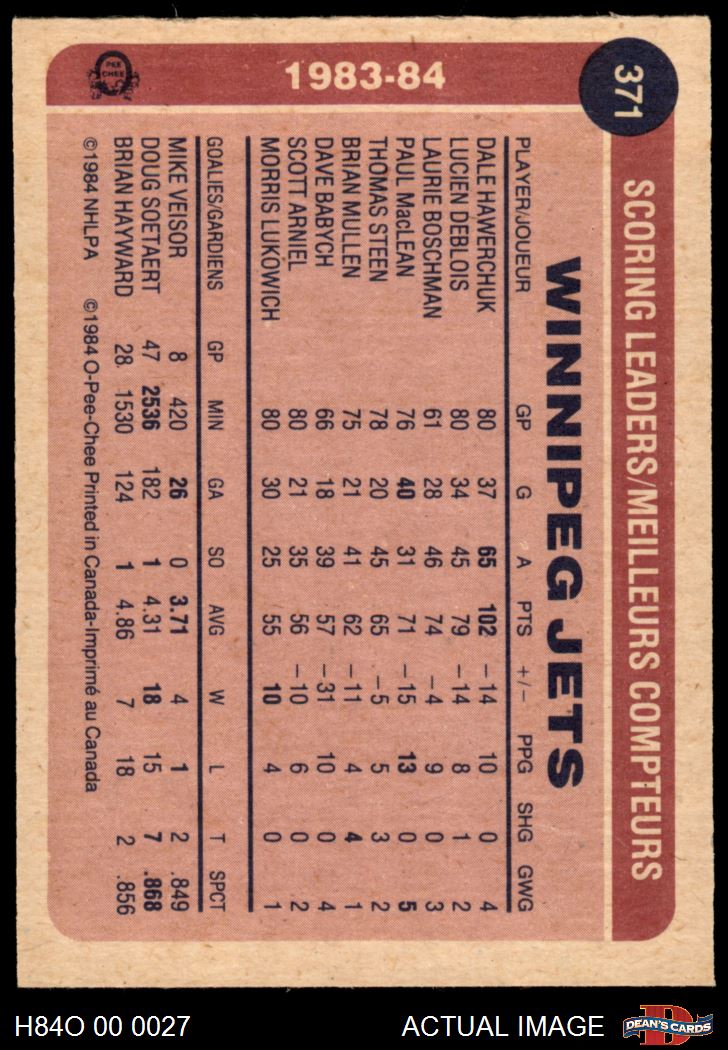 371 SCORING LEADERS/MEILLEURS COMPTEURS
1983-84
O PEE CHEE
WINNIPEG JETS
PLAYER/JOUEUR GP G A PTS +/- PPG SHG GWG
DALE HAWERCHUK 80 37 65 102 -14 10 0 4
LUCIEN DEBLOIS 80 34 45 79 -14 8 1 2
LAURIE BOSCHMAN 61 28 46 74 -4 9 0 3
PAUL MacLEAN 76 40 31 71 -15 13 0 5
THOMAS STEEN 78 20 45 65 -5 5 3 2
BRIAN MULLEN 75 21 41 62 -11 4 4 1
DAVE BABYCH 66 18 39 57 -31 10 0 4
SCOTT ARNIEL 80 21 35 56 -10 6 0 2
MORRIS LUKOWICH 80 30 25 55 10 4 0 1
GOALIES/GARDIENS GP MIN GA SO AVG W L T SPCT
MIKE VEISOR 8 420 26 0 3.71 4 1 2 .849
DOUG SOETAERT 47 2536 182 1 4.31 18 15 7 .868
BRIAN HAYWARD 28 1530 124 1 4.86 7 18 2 .856
©1984 NHLPA ©1984 O-Pee-Chee Printed in Canada-Imprimé au Canada
H84O 00 0027 ACTUAL IMAGE D DEAN'S CARDS